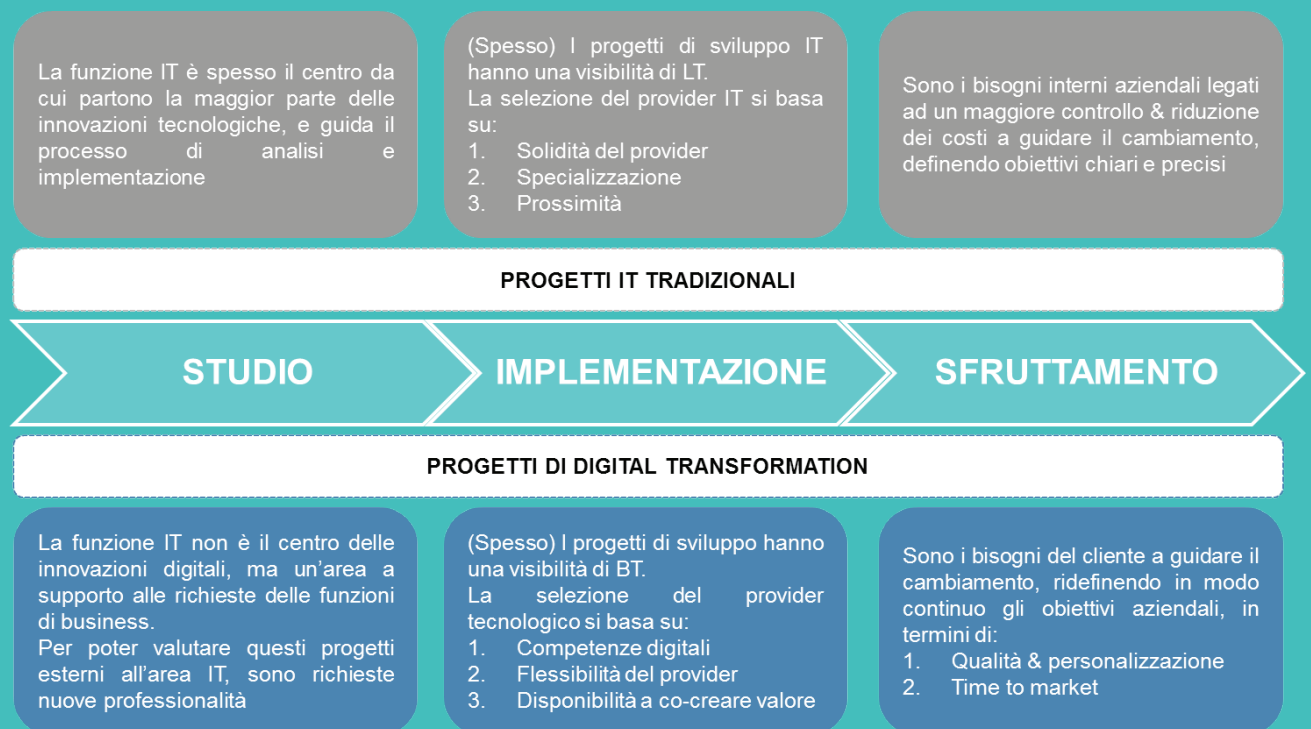 La funzione IT è spesso il centro da
cui partono la maggior parte delle
innovazioni tecnologiche, e guida il
processo di analisi e
implementazione
(Spesso) I progetti di sviluppo IT
hanno una visibilità di LT.
La selezione del provider IT si basa
su:
1. Solidità del provider
2. Specializzazione
3. Prossimità
Sono i bisogni interni aziendali legati
ad un maggiore controllo & riduzione
dei costi a guidare il cambiamento,
definendo obiettivi chiari e precisi
PROGETTI IT TRADIZIONALI
STUDIO
IMPLEMENTAZIONE
SFRUTTAMENTO
PROGETTI DI DIGITAL TRANSFORMATION
La funzione IT non è il centro delle
innovazioni digitali, ma un'area a
supporto alle richieste delle funzioni
di business.
Per poter valutare questi progetti
esterni all'area IT, sono richieste
nuove professionalità
(Spesso) I progetti di sviluppo hanno
una visibilità di BT.
La selezione del provider
tecnologico si basa su:
1. Competenze digitali
2. Flessibilità del provider
3. Disponibilità a co-creare valore
Sono i bisogni del cliente a guidare il
cambiamento, ridefinendo in modo
continuo gli obiettivi aziendali, in
termini di:
1. Qualità & personalizzazione
2. Time to market